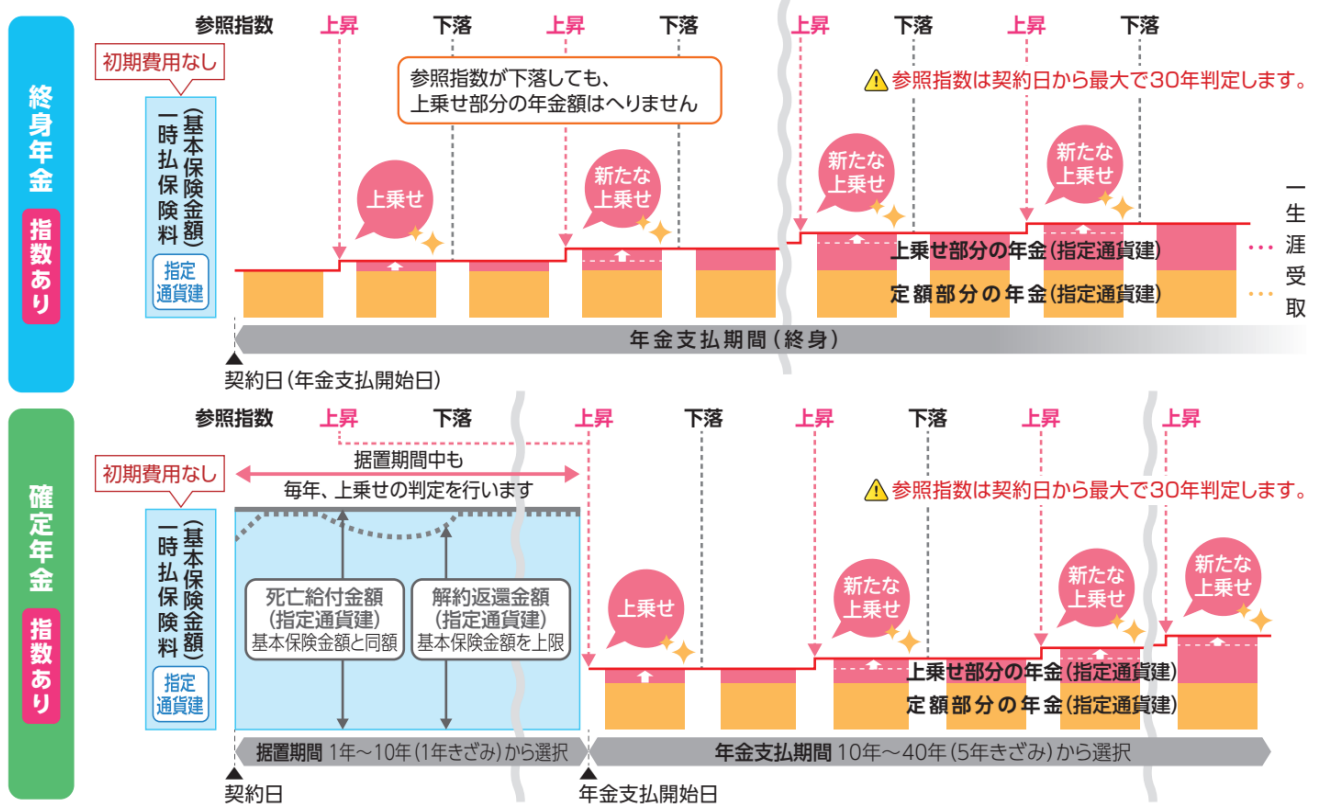 終身年金
指数あり
参照指数 上昇 下落 上昇 下落 上昇 下落 上昇 下落
初期費用なし
参照指数が下落しても、
上乗せ部分の年金額はへりません
参照指数は契約日から最大で30年判定します。
一時払保険料
(基本保険金額)
指定
通貨建
上乗せ
新たな
上乗せ
新たな
上乗せ
新たな
上乗せ
上乗せ部分の年金(指定通貨建)
定額部分の年金(指定通貨建)
一生涯受取
年金支払期間(終身)
契約日(年金支払開始日)
確定年金
指数あり
参照指数 上昇 下落 上昇 下落 上昇 下落 上昇 上昇
初期費用なし
据置期間中も
毎年、上乗せの判定を行います
参照指数は契約日から最大で30年判定します。
一時払保険料
(基本保険金額)
指定
通貨建
死亡給付金額
(指定通貨建)
基本保険金額と同額
解約返還金額
(指定通貨建)
基本保険金額を上限
上乗せ
新たな
上乗せ
新たな
上乗せ
新たな
上乗せ
上乗せ部分の年金(指定通貨建)
定額部分の年金(指定通貨建)
据置期間 1年~10年(1年きざみ)から選択
年金支払期間 10年~40年(5年きざみ)から選択
契約日
年金支払開始日